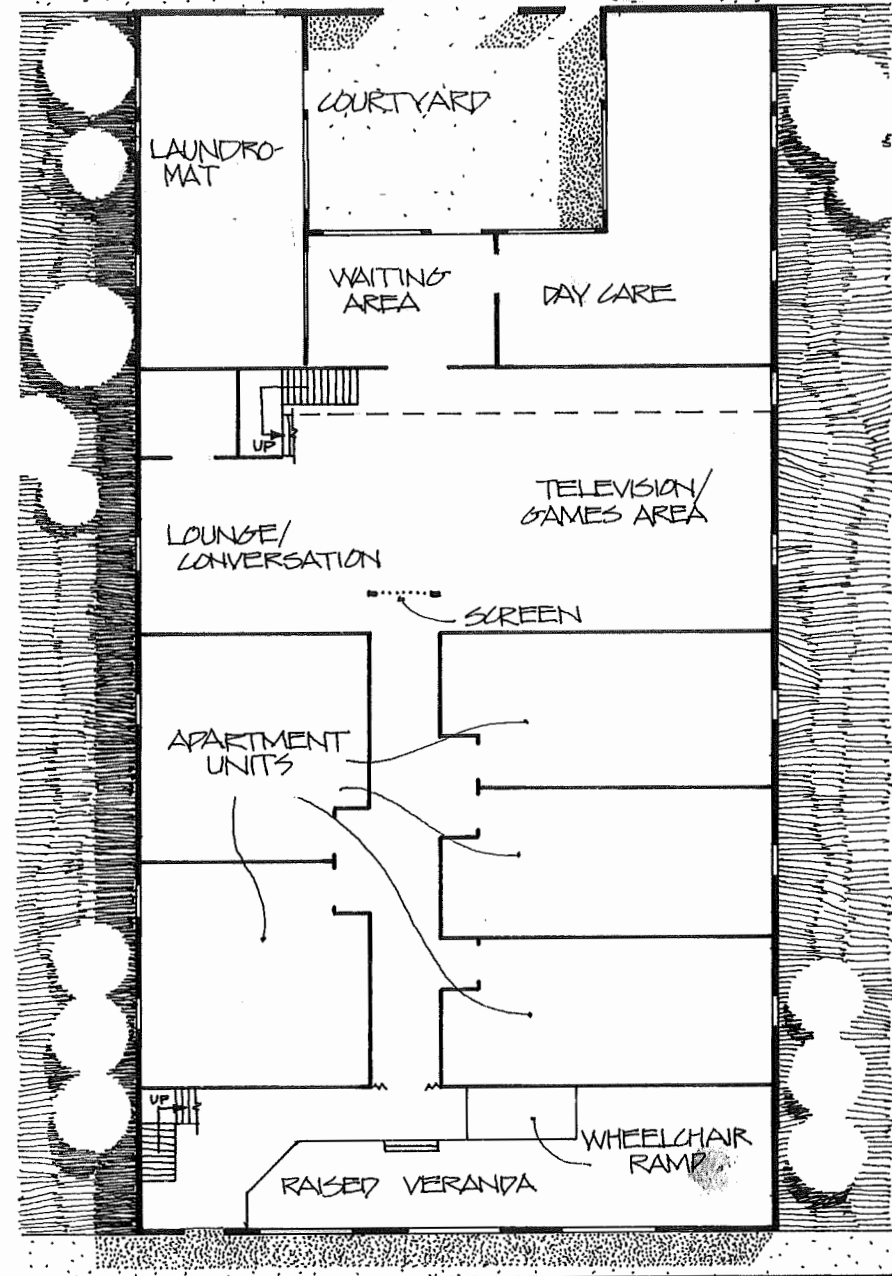 COURTYARD
LAUNDRO-
MAT
WAITING
AREA
DAY CARE
UP
TELEVISION/
GAMES AREA
LOUNGE/
CONVERSATION
SCREEN
APARTMENT
UNITS
UP
WHEELCHAIR
RAMP
RAISED VERANDA